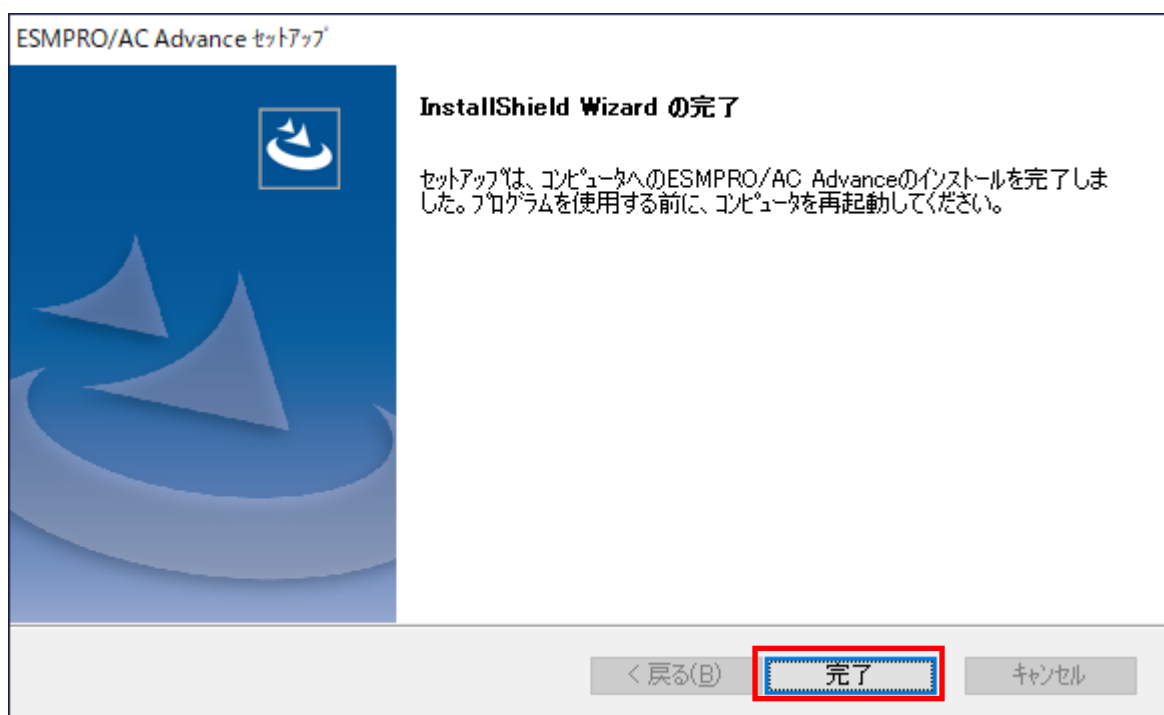 ESMPRO/AC Advance ｾｯﾄｱｯﾌﾟ
InstallShield Wizard の完了
ｾｯﾄｱｯﾌﾟは、ｺﾝﾋﾟｭｰﾀへのESMPRO/AC Advanceのｲﾝｽﾄｰﾙを完了しま
した。ﾌﾟﾛｸﾞﾗﾑを使用する前に、ｺﾝﾋﾟｭｰﾀを再起動してください。
< 戻る(B) 完了 ｷｬﾝｾﾙ